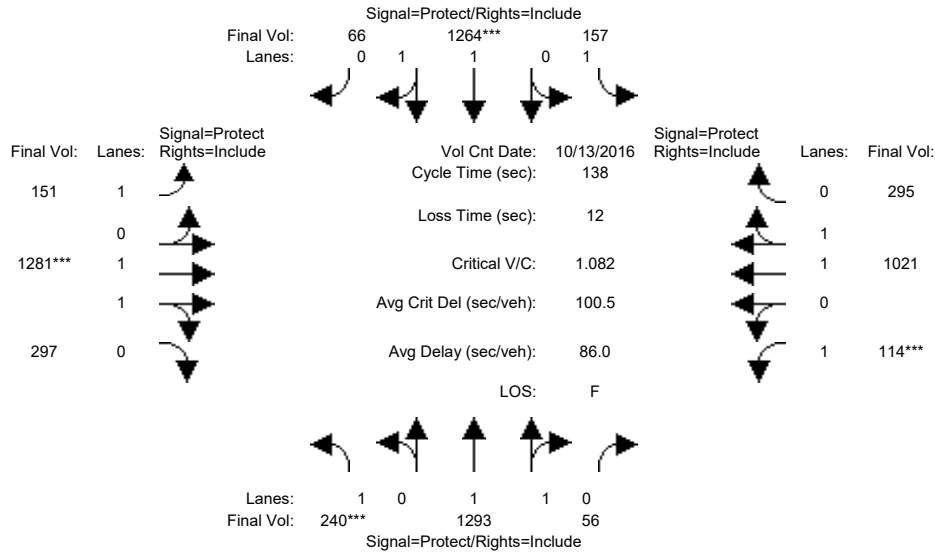 Signal=Protect/Rights=Include
Final Vol: 66 1264*** 157
Lanes: 0 1 1 0 1
Signal=Protect
Final Vol: Lanes: Rights=Include
Vol Cnt Date: 10/13/2016
Signal=Protect
Rights=Include Lanes: Final Vol:
Cycle Time (sec): 138
151 1
0 295
Loss Time (sec): 12
0
1
1281*** 1
Critical V/C: 1.082
1 1021
1
Avg Crit Del (sec/veh): 100.5
0
297 0
Avg Delay (sec/veh): 86.0
1 114***
LOS: F
Lanes: 1 0 1 1 0
Final Vol: 240*** 1293 56
Signal=Protect/Rights=Include